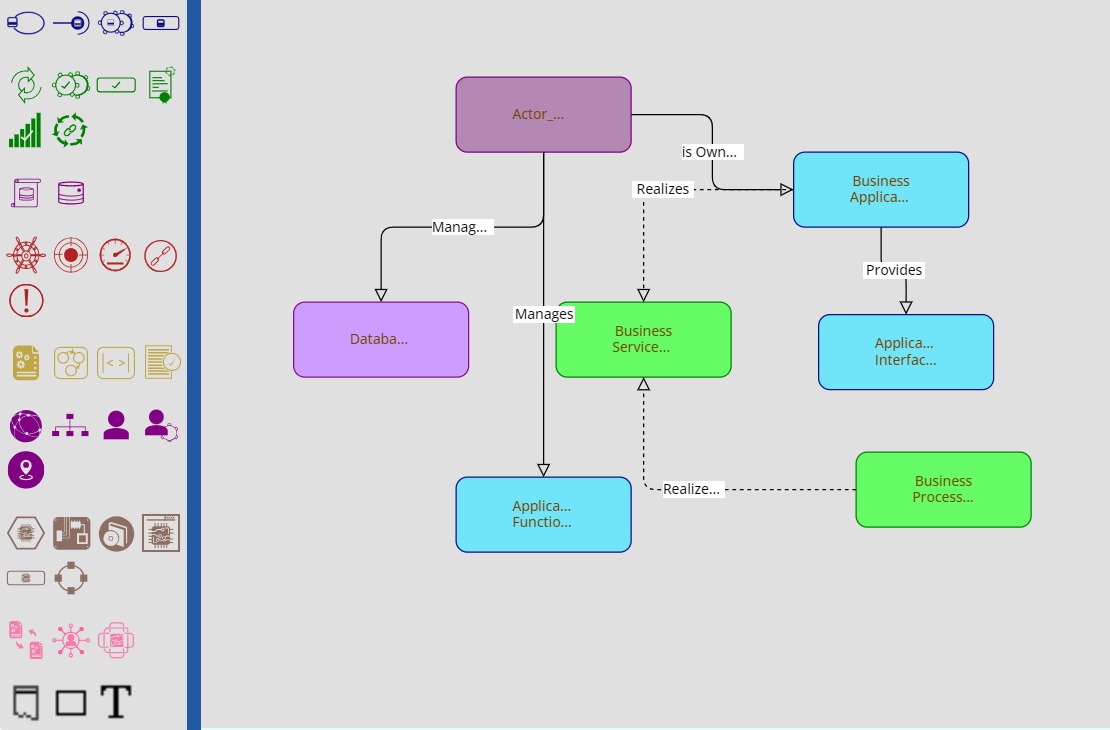 Actor_...
is Own...
Business
Applica...
Realizes
Manag...
Provides
Manages
Databa...
Business
Service...
Applica...
Interfac...
Realize...
Business
Process...
Applica...
Functio...
T